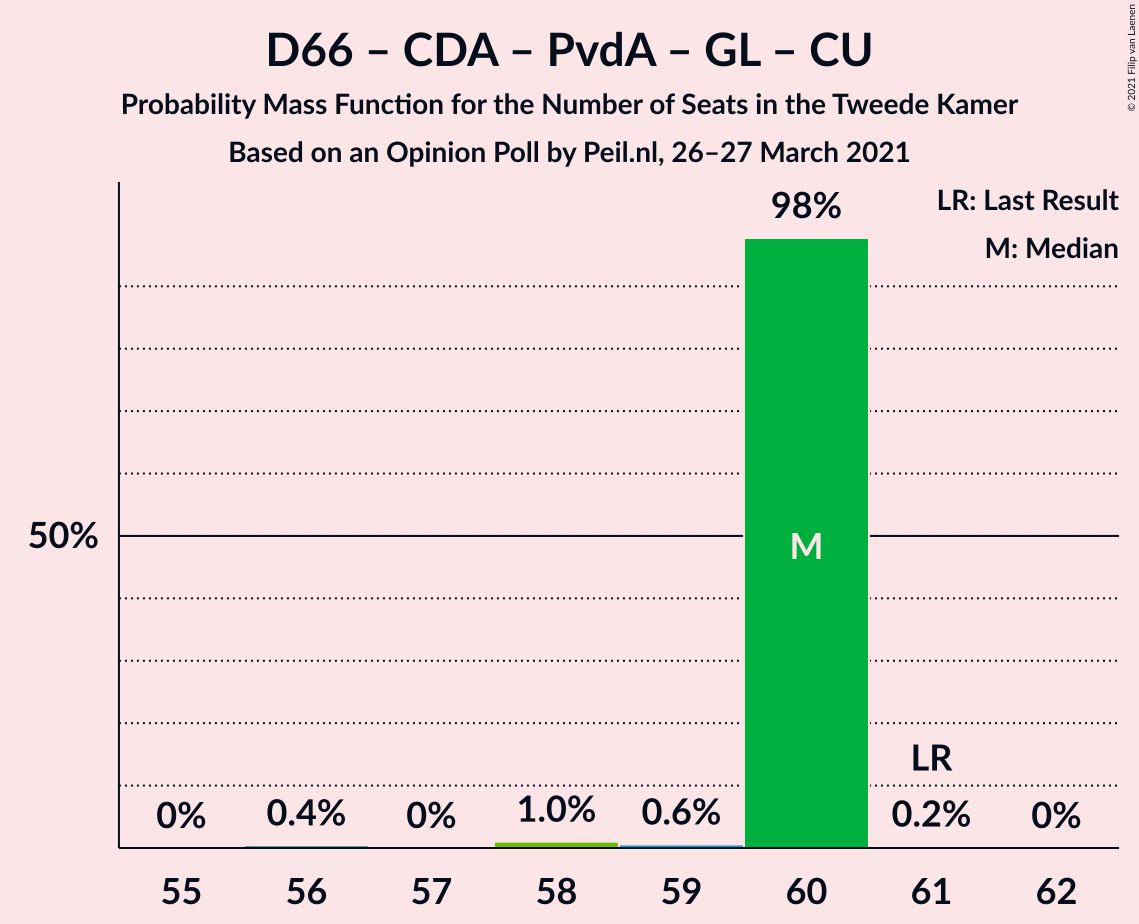 D66 – CDA – PvdA – GL – CU
Probability Mass Function for the Number of Seats in the Tweede Kamer
Based on an Opinion Poll by Peil.nl, 26–27 March 2021
© 2021 Filip van Laenen
LR: Last Result
M: Median
98%
50%
M
LR
0% 0.4% 0% 1.0% 0.6% 0.2% 0%
55 56 57 58 59 60 61 62